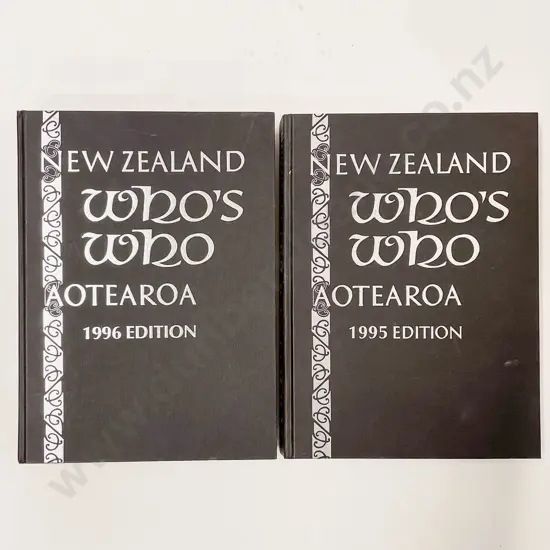 NEW ZEALAND
WHO'S
WHO
AOTEAROA
1996 EDITION
NEW ZEALAND
WHO'S
WHO
AOTEAROA
1995 EDITION